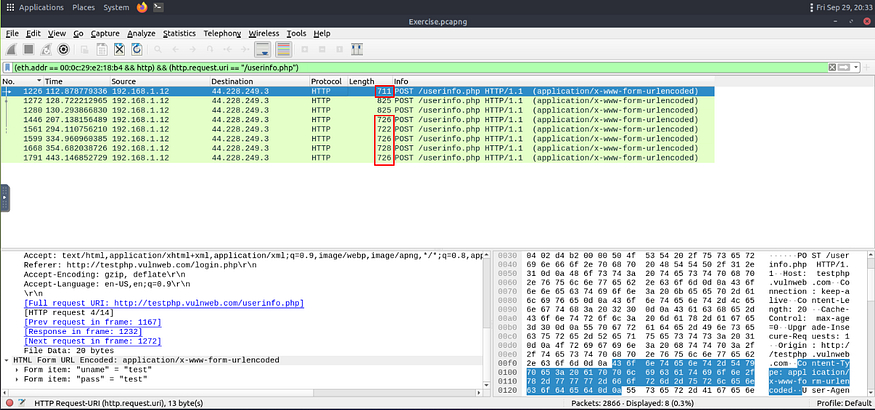 Applications Places System Fri Sep 29, 20:33
Exercise.pcapng
File Edit View Go Capture Analyze Statistics Telephony Wireless Tools Help
(eth.addr == 00:0c:29:e2:18:b4 && http) && (http.request.uri == "/userinfo.php")
No. Time Source Destination Protocol Length Info
1226 112.878779336 192.168.1.12 44.228.249.3 HTTP 711 POST /userinfo.php HTTP/1.1 (application/x-www-form-urlencoded)
1272 128.722212965 192.168.1.12 44.228.249.3 HTTP 825 POST /userinfo.php HTTP/1.1 (application/x-www-form-urlencoded)
1280 130.293866830 192.168.1.12 44.228.249.3 HTTP 825 POST /userinfo.php HTTP/1.1 (application/x-www-form-urlencoded)
1446 207.138156489 192.168.1.12 44.228.249.3 HTTP 726 POST /userinfo.php HTTP/1.1 (application/x-www-form-urlencoded)
1561 294.110756210 192.168.1.12 44.228.249.3 HTTP 722 POST /userinfo.php HTTP/1.1 (application/x-www-form-urlencoded)
1599 334.960960385 192.168.1.12 44.228.249.3 HTTP 726 POST /userinfo.php HTTP/1.1 (application/x-www-form-urlencoded)
1668 354.682038726 192.168.1.12 44.228.249.3 HTTP 728 POST /userinfo.php HTTP/1.1 (application/x-www-form-urlencoded)
1791 443.146852729 192.168.1.12 44.228.249.3 HTTP 726 POST /userinfo.php HTTP/1.1 (application/x-www-form-urlencoded)
Accept: text/html,application/xhtml+xml,application/xml;q=0.9,image/webp,image/apng,*/*;q=0.8,app
Referer: http://testphp.vulnweb.com/login.php\r\n
Accept-Encoding: gzip, deflate\r\n
Accept-Language: en-US,en;q=0.9\r\n
\r\n
[Full request URI: http://testphp.vulnweb.com/userinfo.php]
[HTTP request 4/14]
[Prev request in frame: 1167]
[Response in frame: 1232]
[Next request in frame: 1272]
File Data: 20 bytes
HTML Form URL Encoded: application/x-www-form-urlencoded
Form item: "uname" = "test"
Form item: "pass" = "test"
0030 04 02 d4 b2 00 00 50 4f 53 54 20 2f 75 73 65 72 ······PO ST /user
0040 69 6e 66 6f 2e 70 68 70 20 48 54 54 50 2f 31 2e info.php HTTP/1.
0050 31 0d 0a 48 6f 73 74 3a 20 74 65 73 74 70 68 70 1··Host: testphp
0060 2e 76 75 6c 6e 77 65 62 2e 63 6f 6d 0d 0a 43 6f .vulnweb .com··Co
0070 6e 6e 65 63 74 69 6f 6e 3a 20 6b 65 65 70 2d 61 nnection : keep-a
0080 6c 69 76 65 0d 0a 43 6f 6e 74 65 6e 74 2d 4c 65 live··Co ntent-Le
0090 6e 67 74 68 3a 20 32 30 0d 0a 43 61 63 68 65 2d ngth: 20 ··Cache-
00a0 43 6f 6e 74 72 6f 6c 3a 20 6d 61 78 2d 61 67 65 Control: max-age
00b0 3d 30 0d 0a 55 70 67 72 61 64 65 2d 49 6e 73 65 =0··Upgr ade-Inse
00c0 63 75 72 65 2d 52 65 71 75 65 73 74 73 3a 20 31 cure-Req uests: 1
00d0 0d 0a 4f 72 69 67 69 6e 3a 20 68 74 74 70 3a 2f ··Origin : http:/
00e0 2f 74 65 73 74 70 68 70 2e 76 75 6c 6e 77 65 62 /testphp .vulnweb
00f0 2e 63 6f 6d 0d 0a 43 6f 6e 74 65 6e 74 2d 54 79 .com··Co ntent-Ty
0100 70 65 3a 20 61 70 70 6c 69 63 61 74 69 6f 6e 2f pe: appl ication/
0110 78 2d 77 77 77 2d 66 6f 72 6d 2d 75 72 6c 65 6e x-www-fo rm-urlen
0120 63 6f 64 65 64 0d 0a 55 73 65 72 2d 41 67 65 6e coded··U ser-Agen
HTTP Request-URI (http.request.uri), 13 byte(s) Packets: 2866 · Displayed: 8 (0.3%) Profile: Default